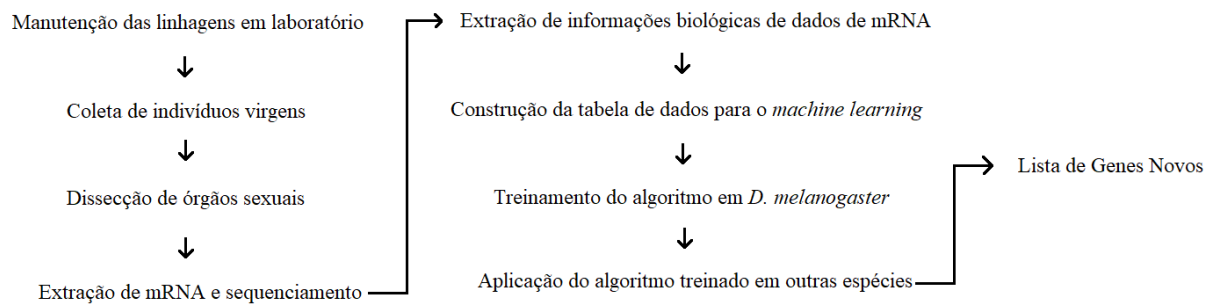 Manutenção das linhagens em laboratório
Coleta de indivíduos virgens
Dissecção de órgãos sexuais
Extração de mRNA e sequenciamento
Extração de informações biológicas de dados de mRNA
Construção da tabela de dados para o machine learning
Treinamento do algoritmo em D. melanogaster
Aplicação do algoritmo treinado em outras espécies
Lista de Genes Novos